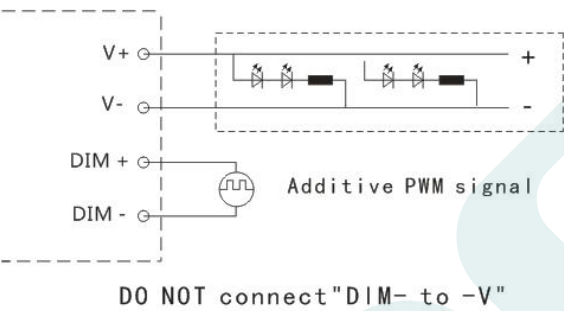 V+
+
V-
-
DIM +
Additive PWM signal
DIM -
DO NOT connect"DIM- to -V"